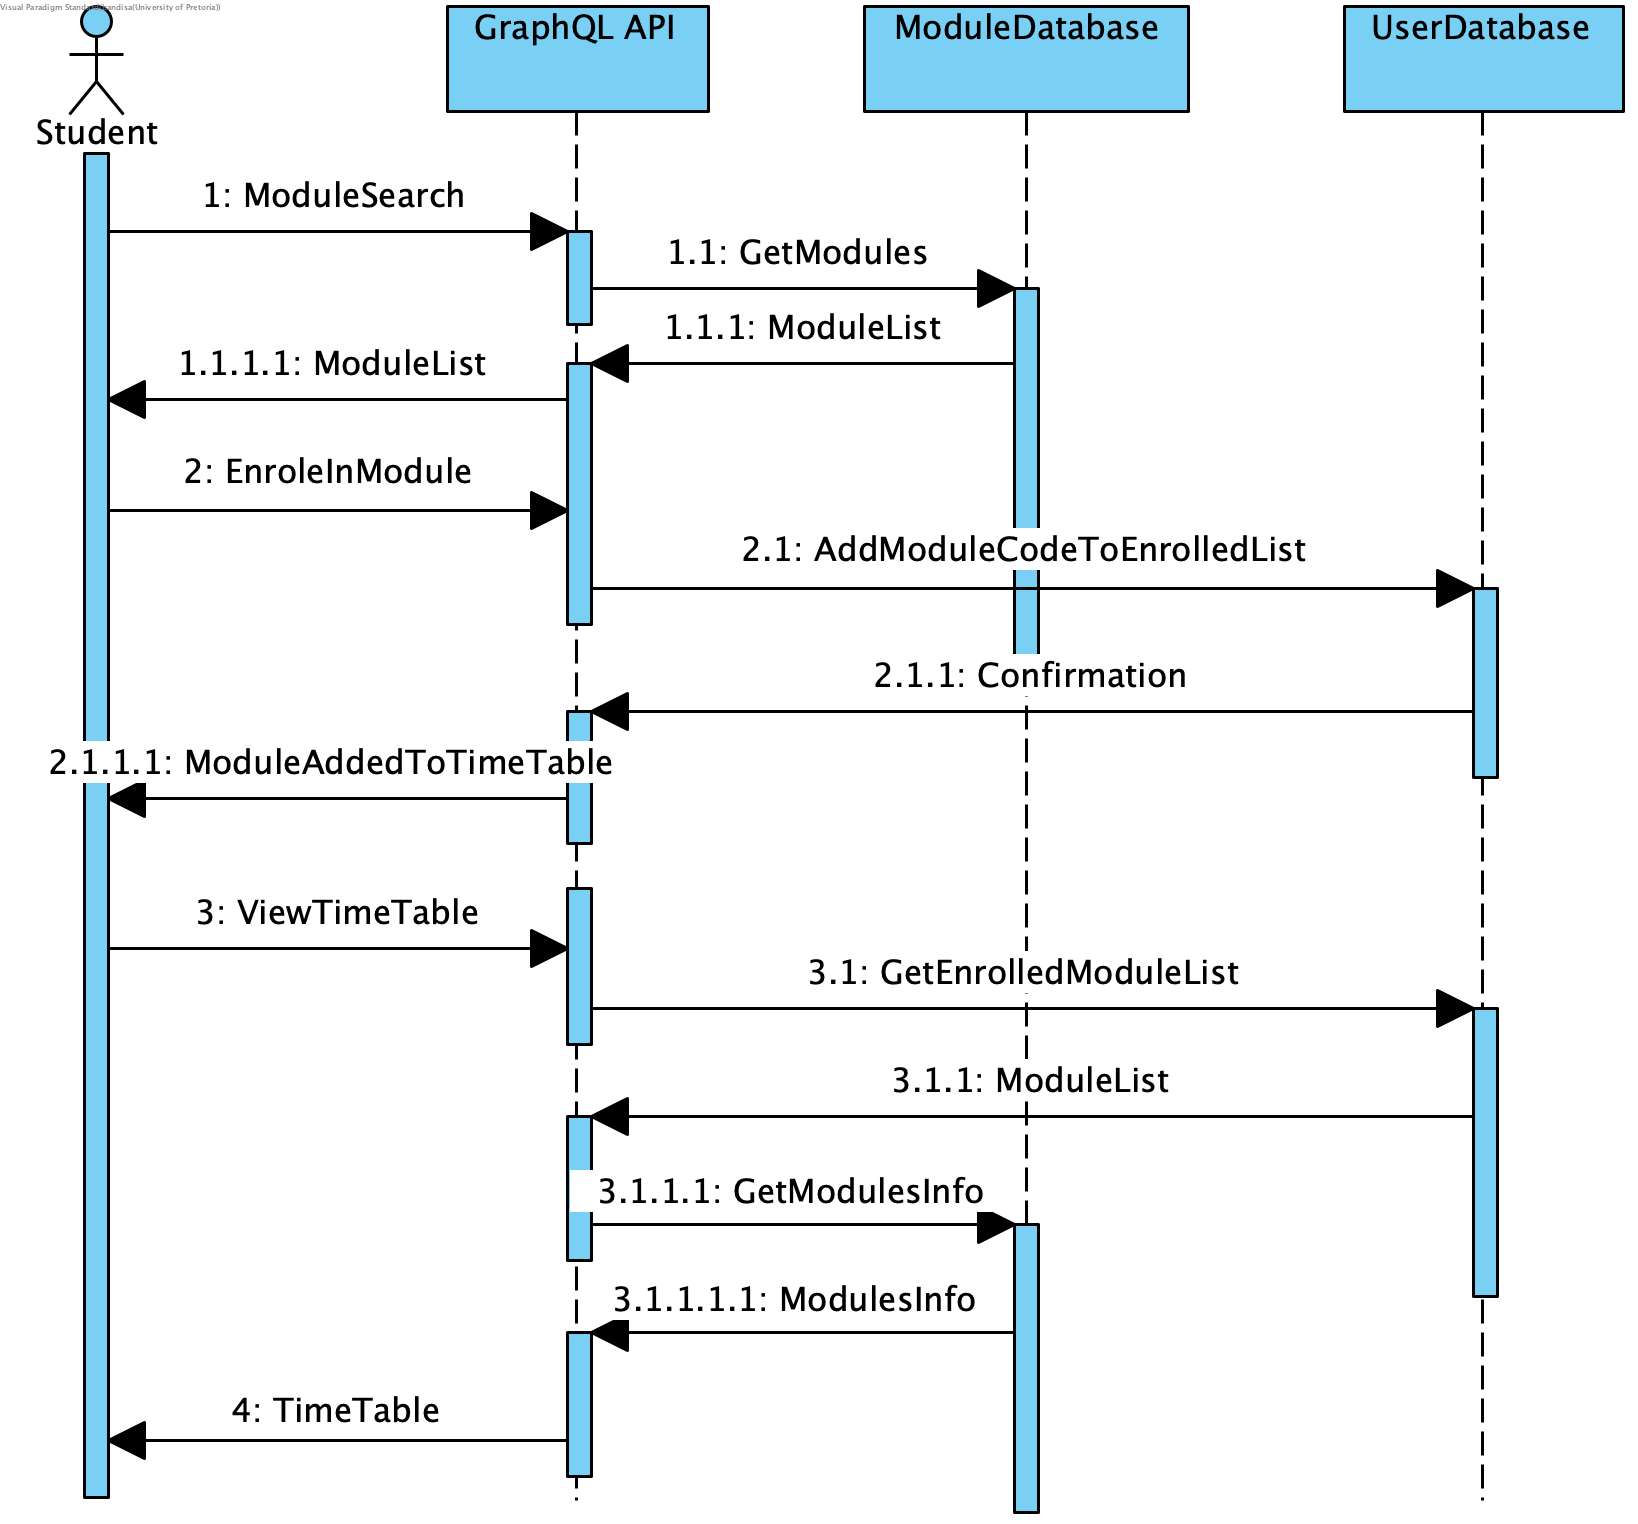 Visual Paradigm Standard
(University of Pretoria))
GraphQL API
ModuleDatabase
UserDatabase
Student
1: ModuleSearch
1.1: GetModules
1.1.1: ModuleList
1.1.1.1: ModuleList
2: EnroleInModule
2.1: AddModuleCodeToEnrolledList
2.1.1: Confirmation
2.1.1.1: ModuleAddedToTimeTable
3: ViewTimeTable
3.1: GetEnrolledModuleList
3.1.1: ModuleList
3.1.1.1: GetModulesInfo
3.1.1.1.1: ModulesInfo
4: TimeTable